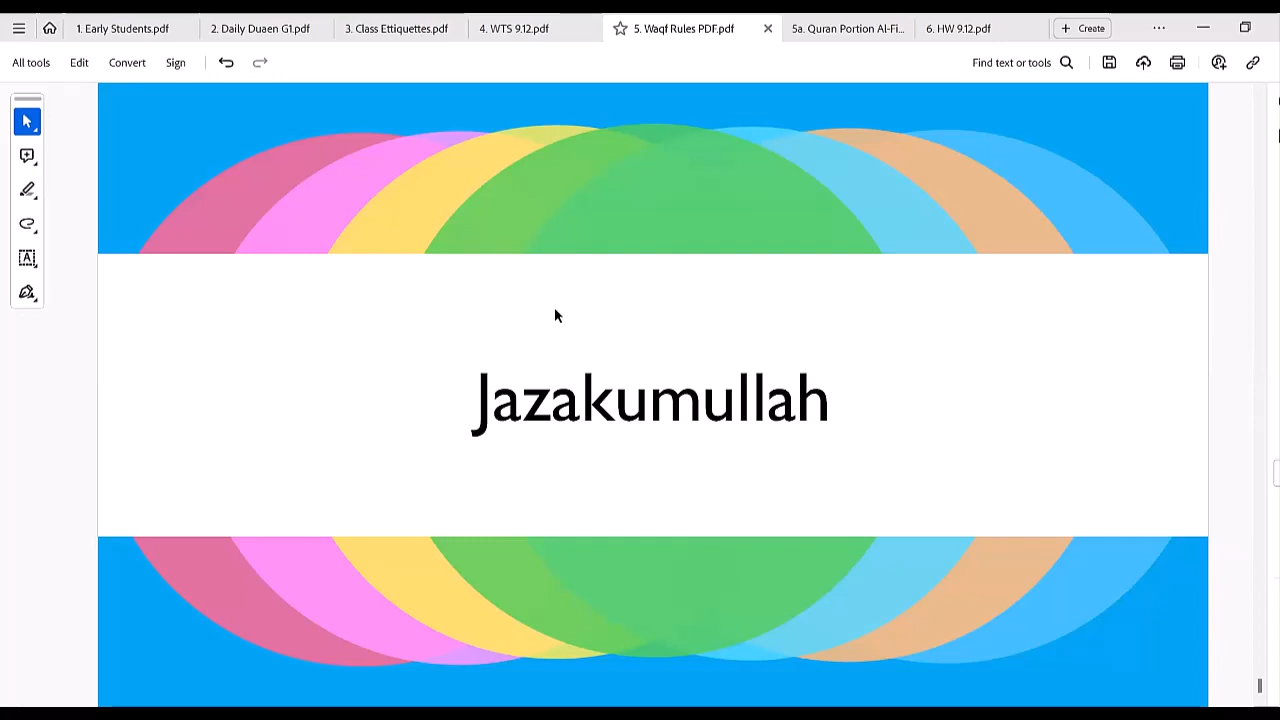 1. Early Students.pdf
2. Daily Duaen G1.pdf
3. Class Ettiquettes.pdf
4. WTS 9.12.pdf
5. Waqf Rules PDF.pdf
5a. Quran Portion Al-Fi...
6. HW 9.12.pdf
+ Create
All tools
Edit
Convert
Sign
Find text or tools
Jazakumullah